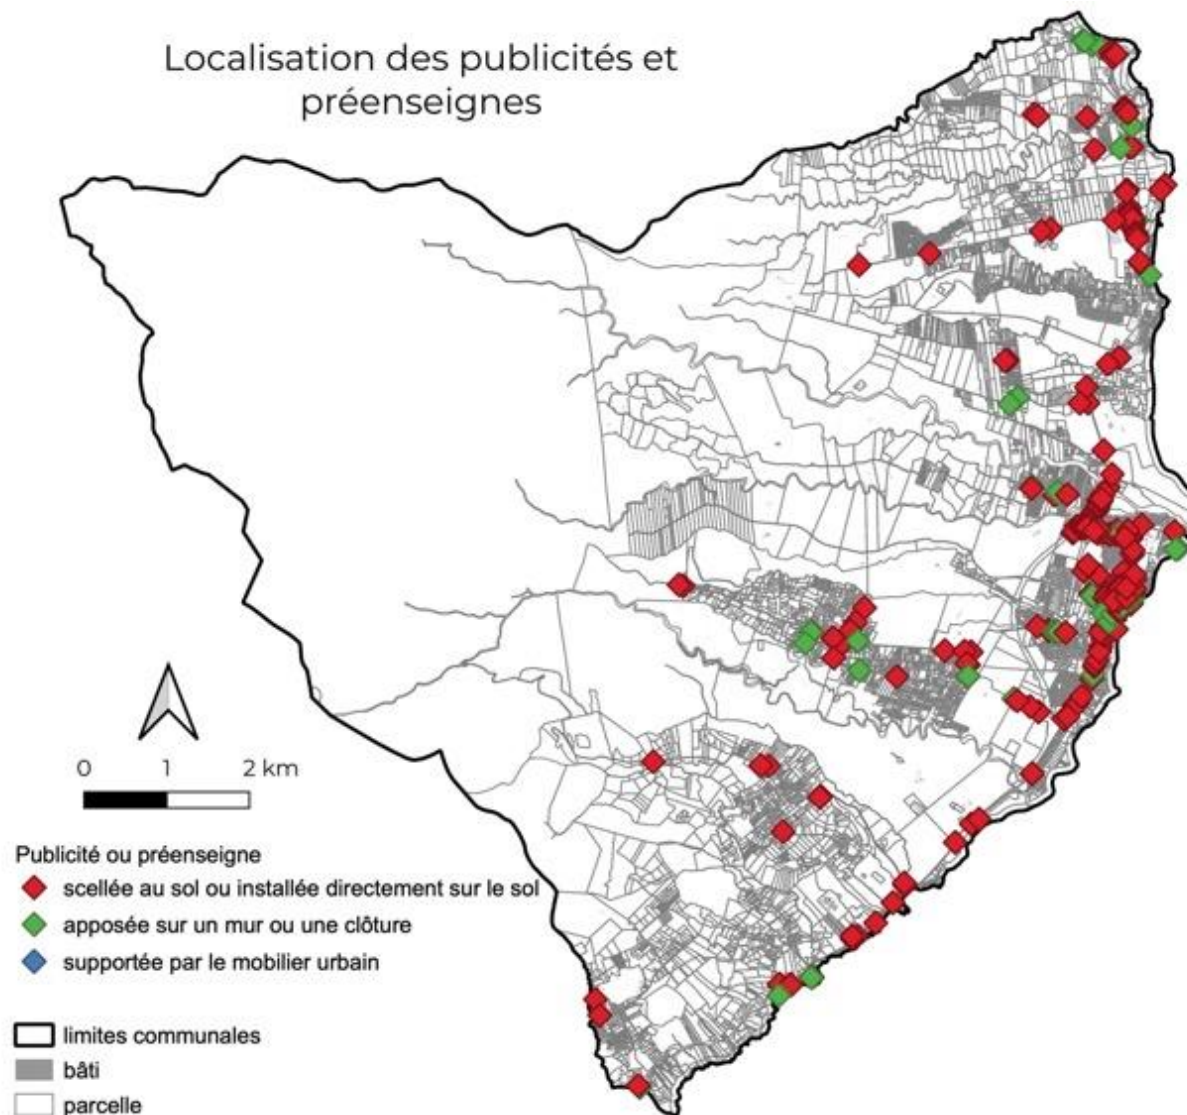 Localisation des publicités et
préenseignes
0 1 2 km
Publicité ou préenseigne
scellée au sol ou installée directement sur le sol
apposée sur un mur ou une clôture
supportée par le mobilier urbain
limites communales
bâti
parcelle